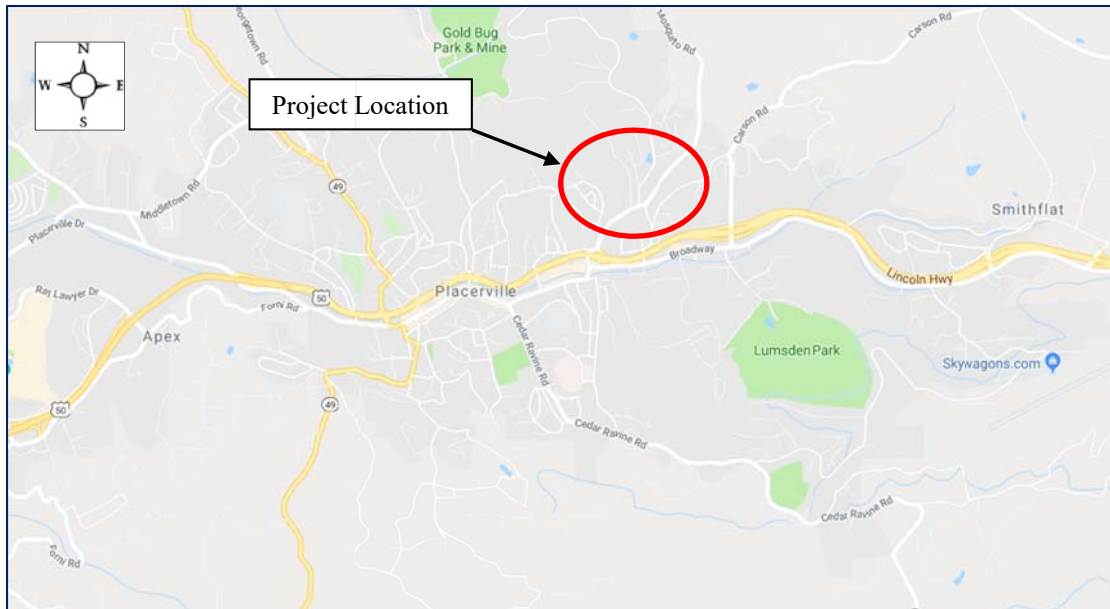 N
W E
S
Project Location
Gold Bug
Park & Mine
Mosquito Rd
Carson Rd
Carson Rd
Middletown Rd
49
Placerville Dr
Smithflat
Broadway
Lincoln Hwy
Placerville
Ray Lawyer Dr
50
Forni Rd
Apex
Cedar Ravine Rd
Lumsden Park
Skywagons.com
50
49
Cedar Ravine Rd
Cedar Ravine Rd
Forni Rd